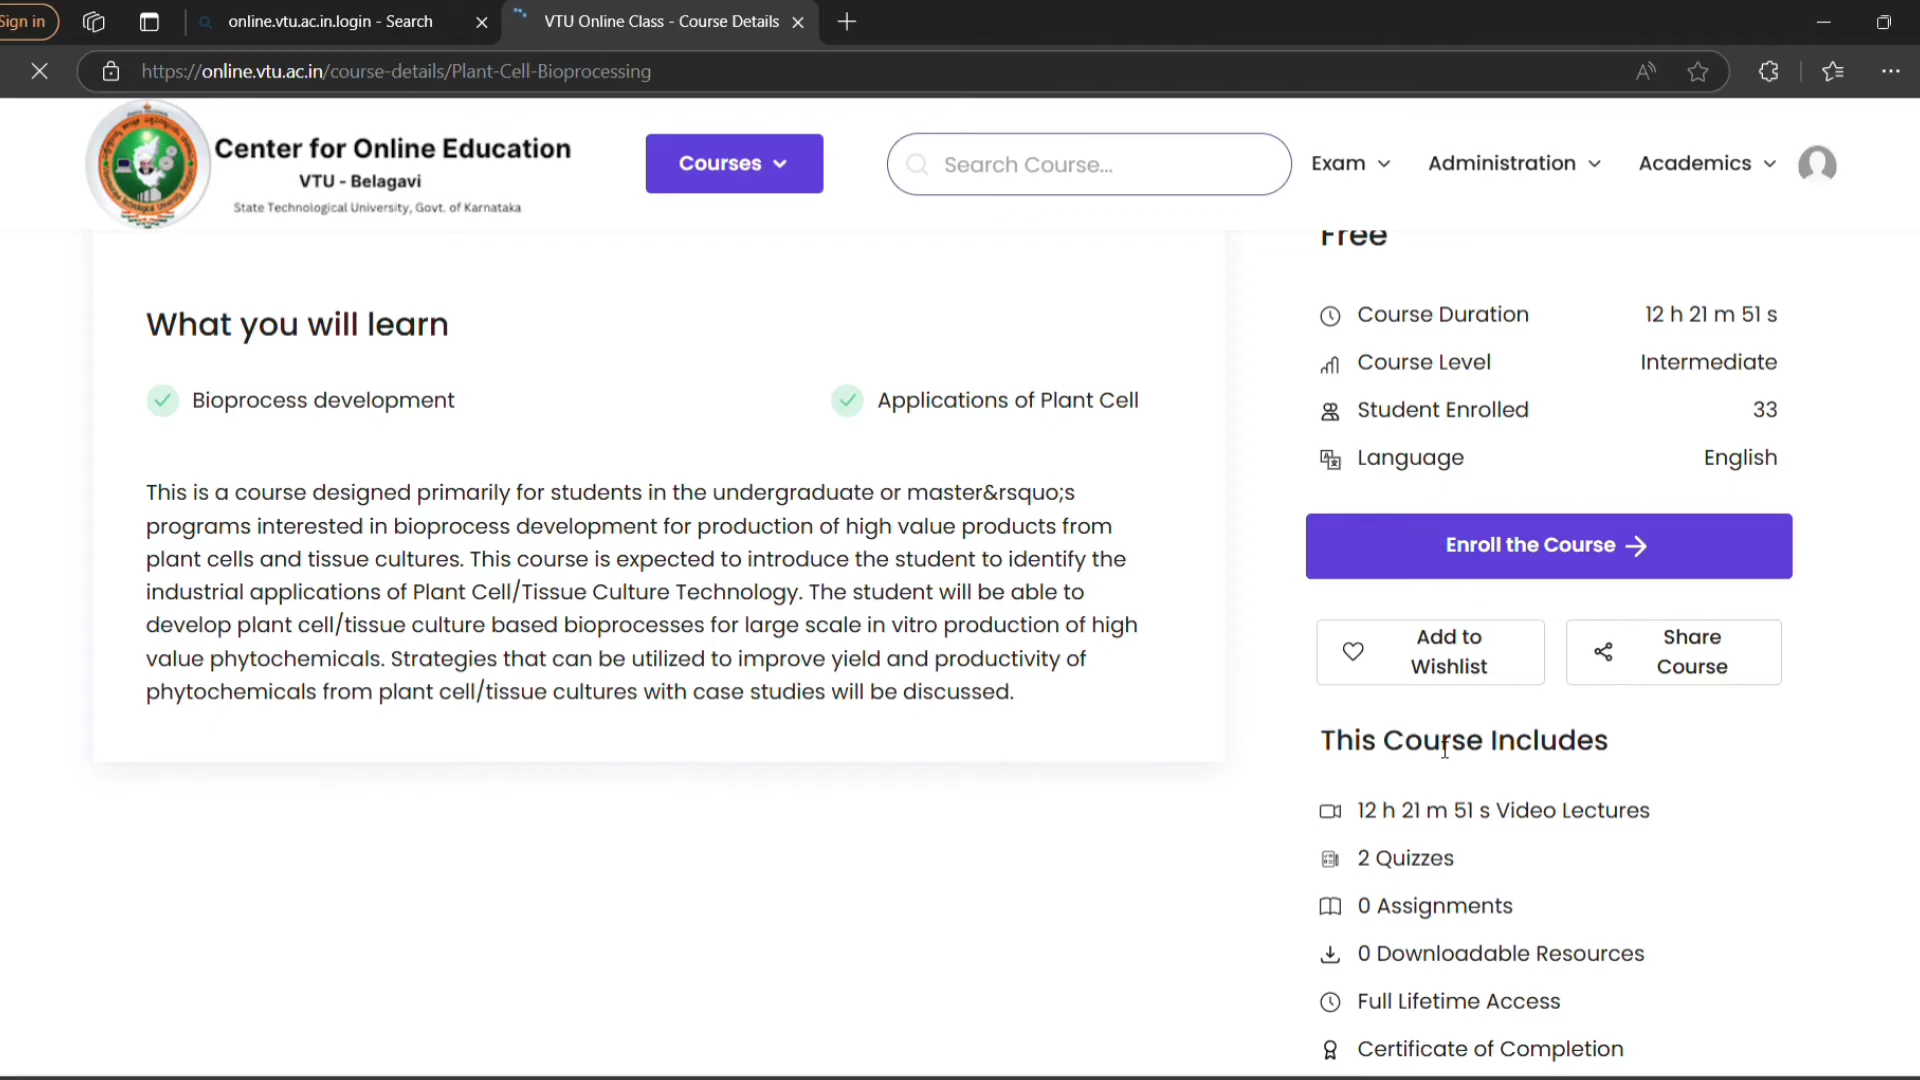 Sign in
online.vtu.ac.in.login - Search
VTU Online Class - Course Details
https://online.vtu.ac.in/course-details/Plant-Cell-Bioprocessing
Center for Online Education
VTU - Belagavi
State Technological University, Govt. of Karnataka
Courses
Search Course...
Exam
Administration
Academics
Free
What you will learn
Bioprocess development
Applications of Plant Cell
This is a course designed primarily for students in the undergraduate or master&rsquo;s
programs interested in bioprocess development for production of high value products from
plant cells and tissue cultures. This course is expected to introduce the student to identify the
industrial applications of Plant Cell/Tissue Culture Technology. The student will be able to
develop plant cell/tissue culture based bioprocesses for large scale in vitro production of high
value phytochemicals. Strategies that can be utilized to improve yield and productivity of
phytochemicals from plant cell/tissue cultures with case studies will be discussed.
Course Duration 12 h 21 m 51 s
Course Level Intermediate
Student Enrolled 33
Language English
Enroll the Course
Add to
Wishlist
Share
Course
This Course Includes
12 h 21 m 51 s Video Lectures
2 Quizzes
0 Assignments
0 Downloadable Resources
Full Lifetime Access
Certificate of Completion